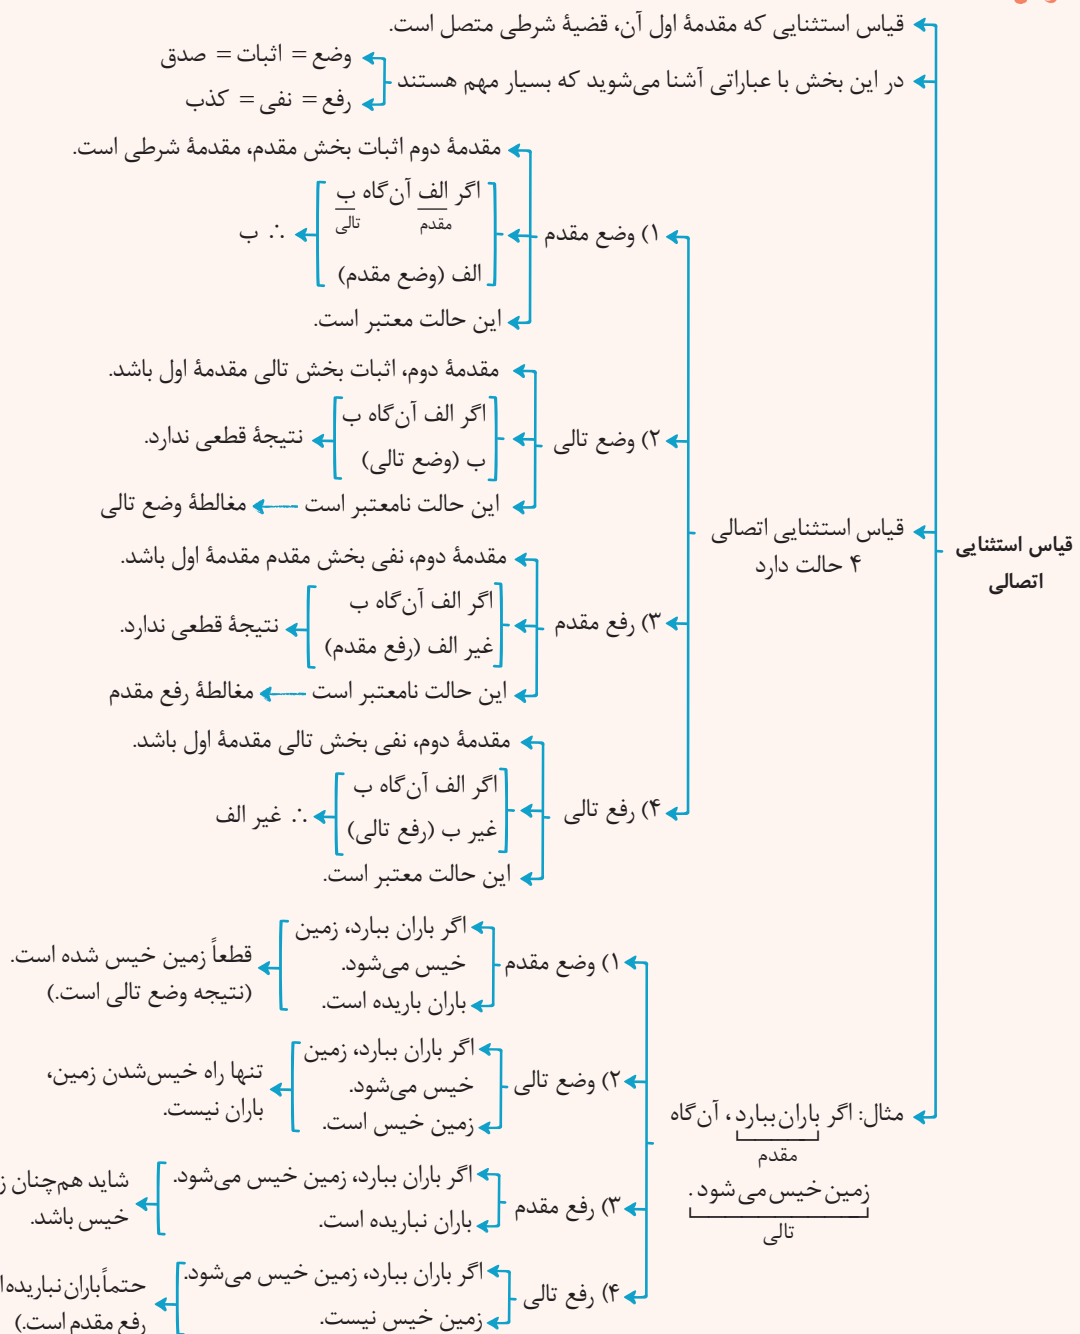 قیاس استثنایی اتصالی
قیاس استثنایی که مقدمهٔ اول آن، قضیهٔ شرطی متصل است.
در این بخش با عباراتی آشنا می‌شوید که بسیار مهم هستند
وضع = اثبات = صدق
رفع = نفی = کذب
قیاس استثنایی اتصالی
۴ حالت دارد
۱) وضع مقدم
مقدمهٔ دوم اثبات بخش مقدم، مقدمهٔ شرطی است.
اگر الف آن‌گاه ب
مقدم
تالی
الف (وضع مقدم)
∴ ب
این حالت معتبر است.
۲) وضع تالی
مقدمهٔ دوم، اثبات بخش تالی مقدمهٔ اول باشد.
اگر الف آن‌گاه ب
ب (وضع تالی)
نتیجهٔ قطعی ندارد.
این حالت نامعتبر است
مغالطهٔ وضع تالی
۳) رفع مقدم
مقدمهٔ دوم، نفی بخش مقدم مقدمهٔ اول باشد.
اگر الف آن‌گاه ب
غیر الف (رفع مقدم)
نتیجهٔ قطعی ندارد.
این حالت نامعتبر است
مغالطهٔ رفع مقدم
۴) رفع تالی
مقدمهٔ دوم، نفی بخش تالی مقدمهٔ اول باشد.
اگر الف آن‌گاه ب
غیر ب (رفع تالی)
∴ غیر الف
این حالت معتبر است.
مثال: اگر باران ببارد، آن‌گاه
مقدم
زمین خیس می‌شود.
تالی
۱) وضع مقدم
اگر باران ببارد، زمین
خیس می‌شود.
باران باریده است.
قطعاً زمین خیس شده است.
(نتیجه وضع تالی است.)
۲) وضع تالی
اگر باران ببارد، زمین
خیس می‌شود.
زمین خیس است.
تنها راه خیس‌شدن زمین،
باران نیست.
۳) رفع مقدم
اگر باران ببارد، زمین خیس می‌شود.
باران نباریده است.
شاید هم‌چنان
خیس باشد.
۴) رفع تالی
اگر باران ببارد، زمین خیس می‌شود.
زمین خیس نیست.
حتماً باران نباریده
رفع مقدم است.)